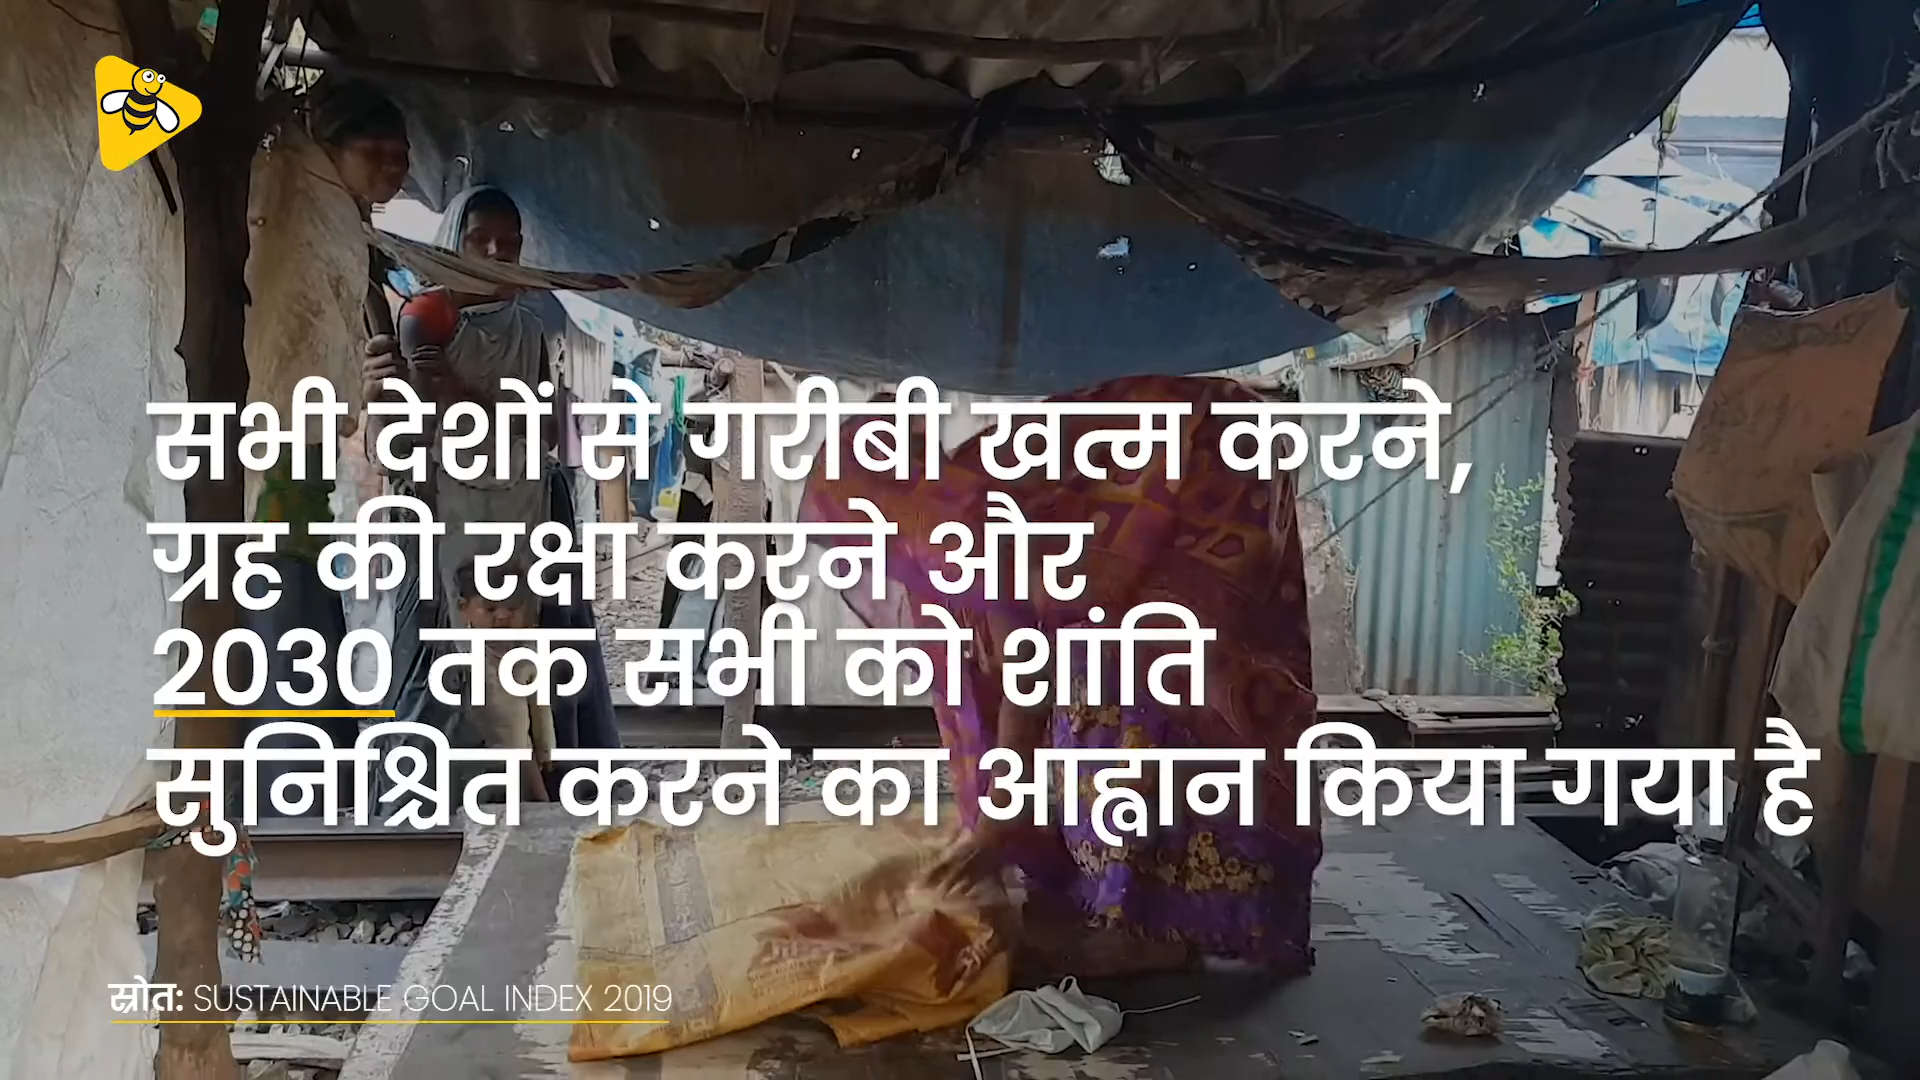 सभी देशों से गरीबी खत्म करने,
ग्रह की रक्षा करने और
2030 तक सभी को शांति
सुनिश्चित करने का आह्वान किया गया है
स्रोत: SUSTAINABLE GOAL INDEX 2019